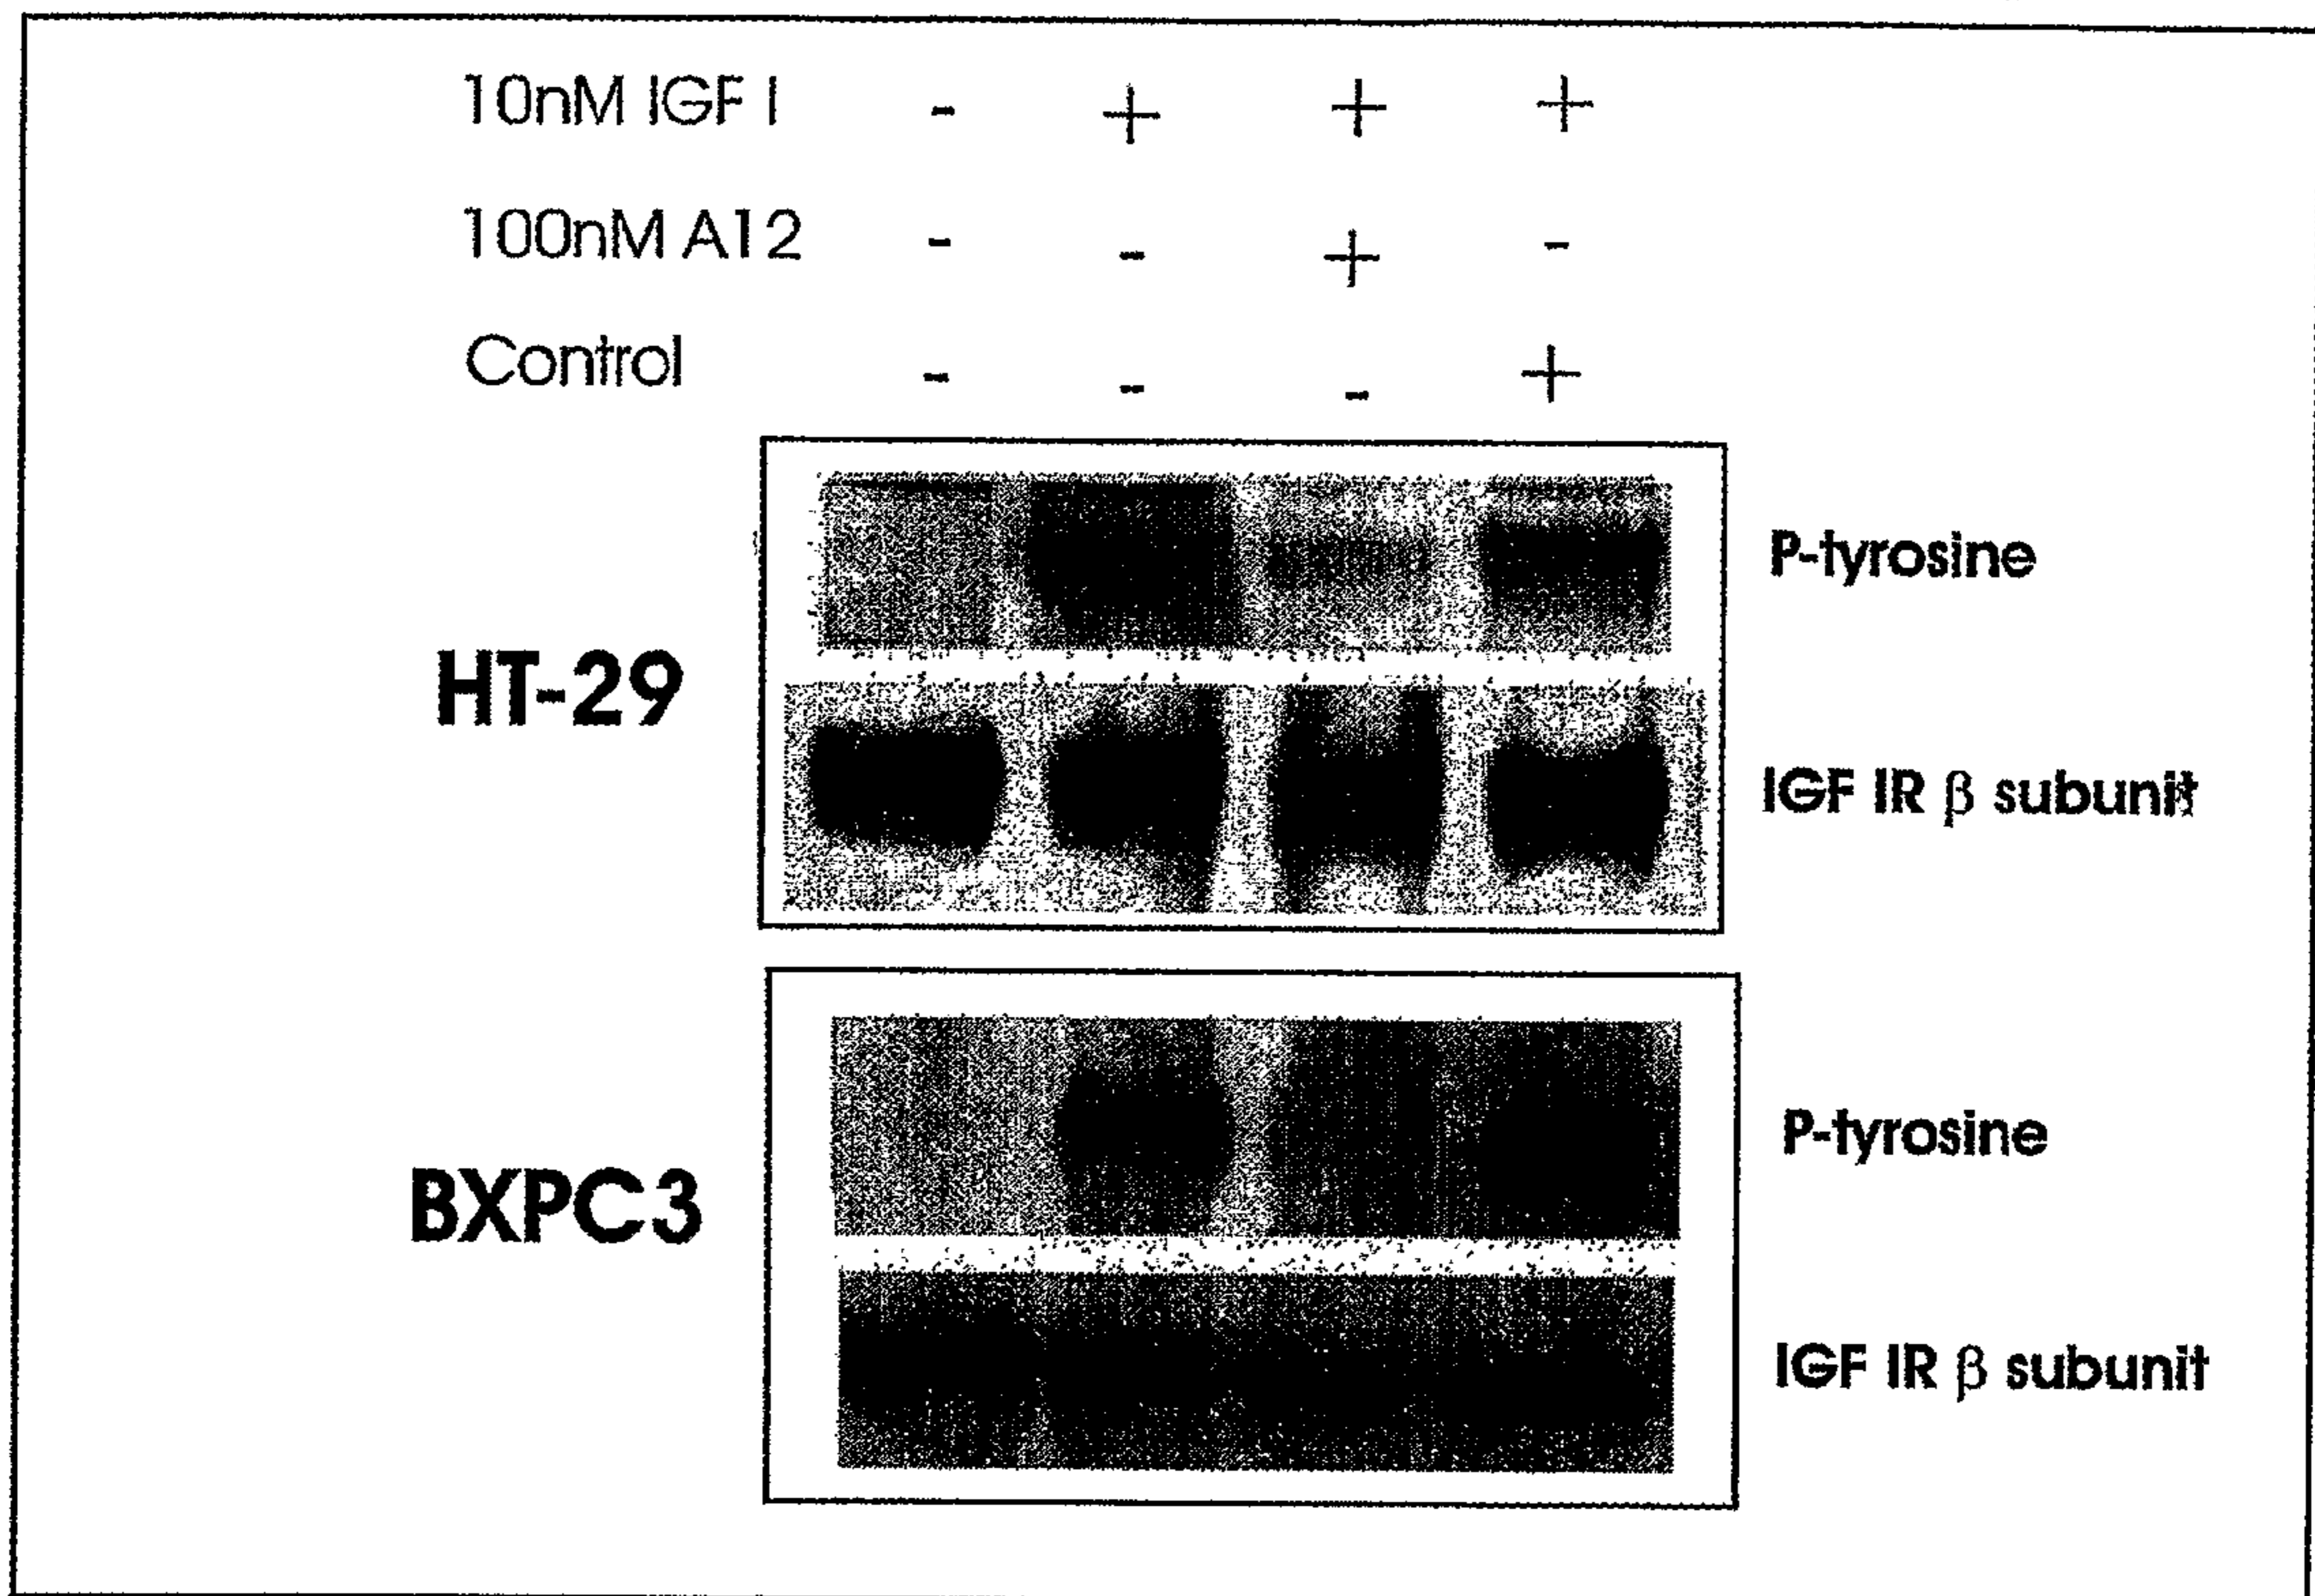 10nM IGF I - + + +
100nM A12 - - + -
Control - - - +
P-tyrosine
HT-29
IGF IR β subunit
P-tyrosine
BXPC3
IGF IR β subunit